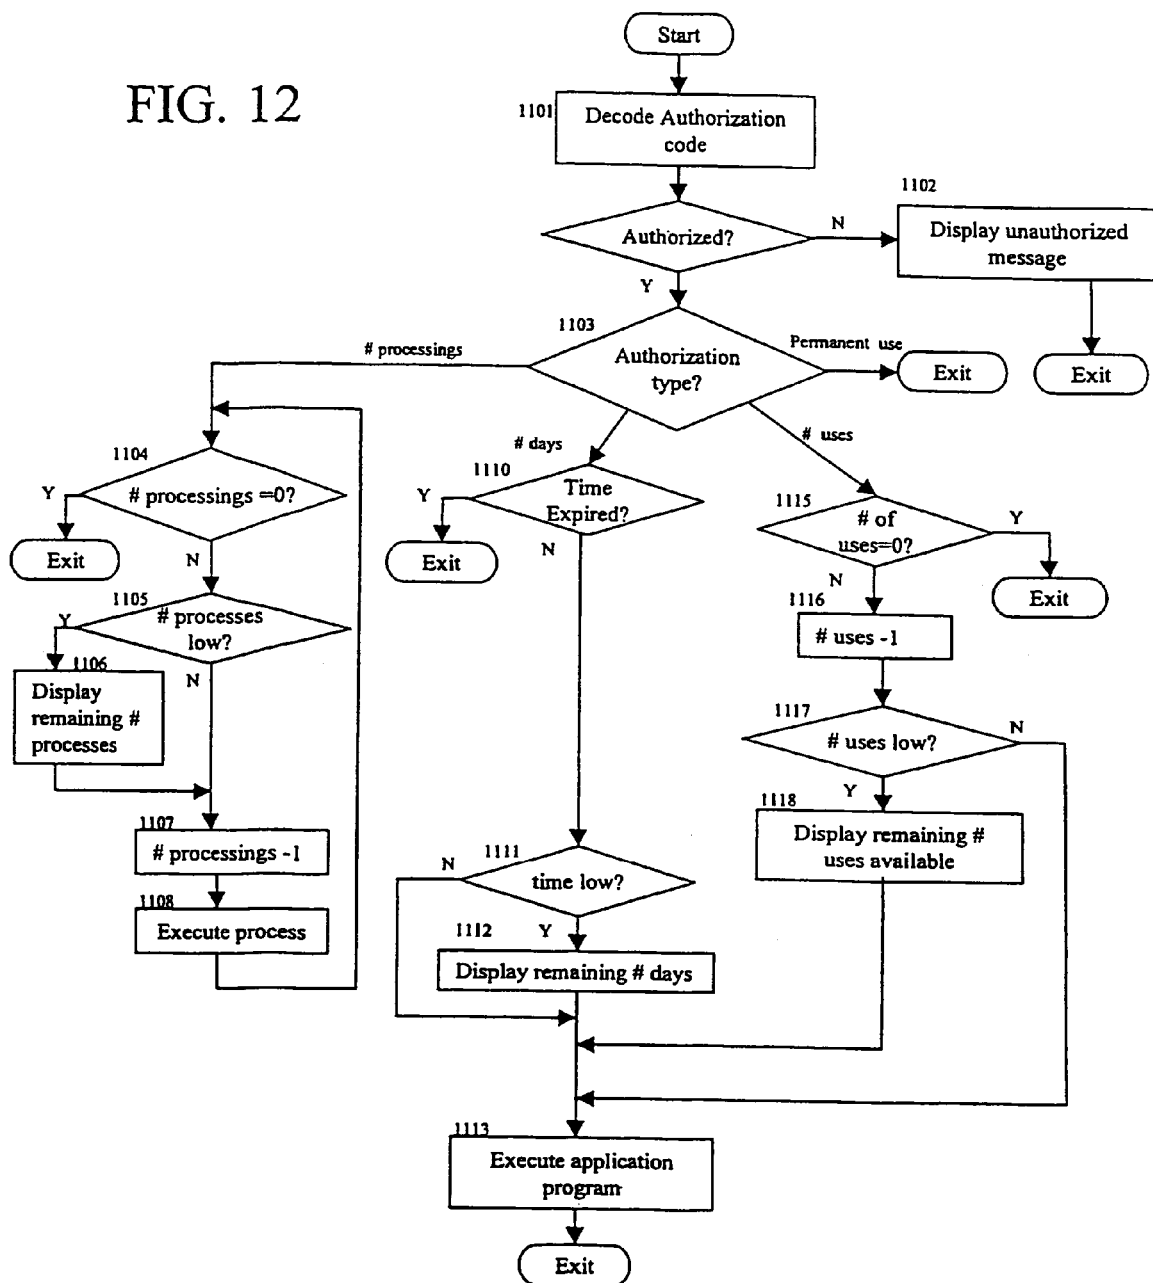 FIG. 12
Start
1101
Decode Authorization
code
1102
Authorized?
N
Display unauthorized
message
Y
1103
# processings
Authorization
type?
Permanent use
Exit
Exit
# days
# uses
1104
# processings =0?
Y
Exit
N
1110
Time
Expired?
Y
Exit
N
1115
# of
uses=0?
Y
Exit
N
1105
# processes
low?
Y
N
1106
Display
remaining #
processes
1116
# uses -1
1117
# uses low?
N
Y
1107
# processings -1
1108
Execute process
1118
Display remaining #
uses available
1111
N
time low?
Y
1112
Display remaining # days
1113
Execute application
program
Exit